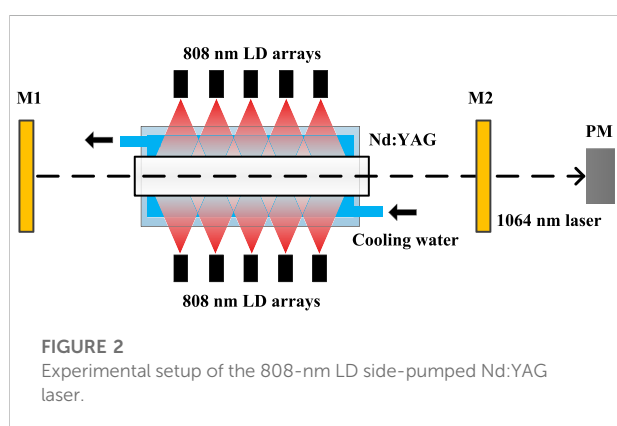 808 nm LD arrays
M1
M2
Nd:YAG
PM
1064 nm laser
Cooling water
808 nm LD arrays
FIGURE 2
Experimental setup of the 808-nm LD side-pumped Nd:YAG
laser.